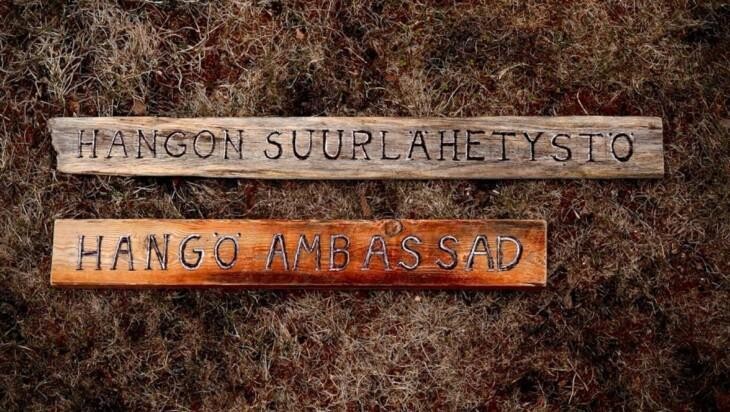 HANGON SUURLÄHETYSTÖ
HANGÖ AMBASSAD